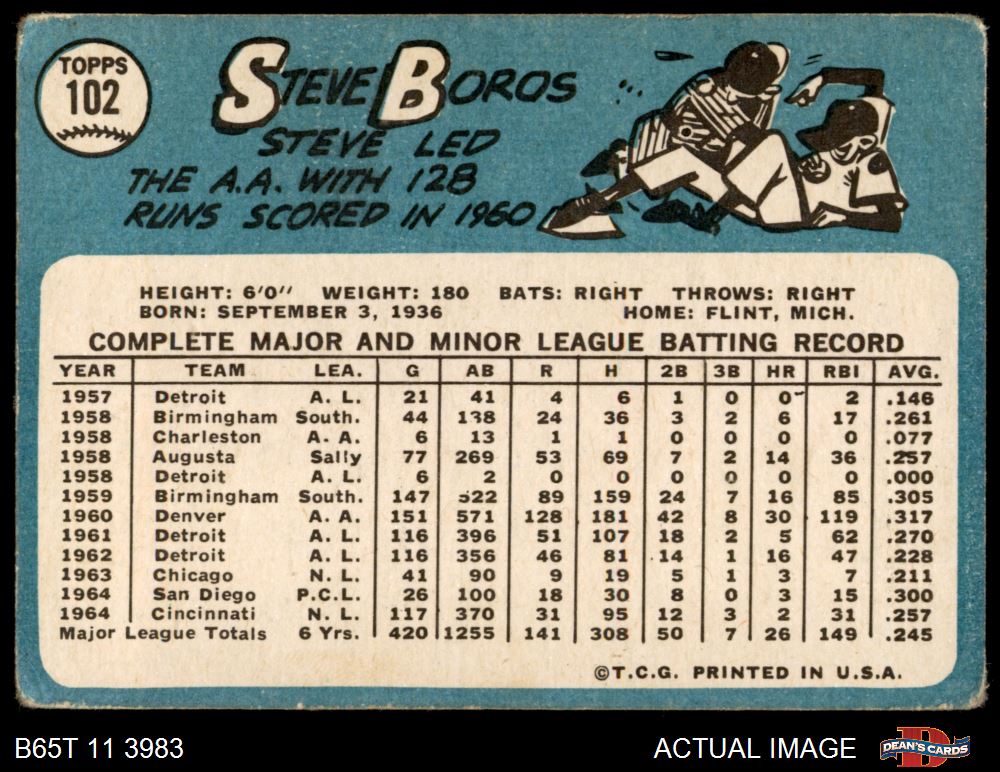 TOPPS
102
STEVE BOROS
STEVE LED
THE A.A. WITH 128
RUNS SCORED IN 1960
HEIGHT: 6'0" WEIGHT: 180 BATS: RIGHT THROWS: RIGHT
BORN: SEPTEMBER 3, 1936 HOME: FLINT, MICH.
COMPLETE MAJOR AND MINOR LEAGUE BATTING RECORD
YEAR TEAM LEA. G AB R H 2B 3B HR RBI AVG.
1957 Detroit A. L. 21 41 4 6 1 0 0 2 .146
1958 Birmingham South. 44 138 24 36 3 2 6 17 .261
1958 Charleston A. A. 6 13 1 1 0 0 0 0 .077
1958 Augusta Sally 77 269 53 69 7 2 14 36 .257
1958 Detroit A. L. 6 2 0 0 0 0 0 0 .000
1959 Birmingham South. 147 522 89 159 24 7 16 85 .305
1960 Denver A. A. 151 571 128 181 42 8 30 119 .317
1961 Detroit A. L. 116 396 51 107 18 2 5 62 .270
1962 Detroit A. L. 116 356 46 81 14 1 16 47 .228
1963 Chicago N. L. 41 90 9 19 5 1 3 7 .211
1964 San Diego P.C.L. 26 100 18 30 8 0 3 15 .300
1964 Cincinnati N. L. 117 370 31 95 12 3 2 31 .257
Major League Totals 6 Yrs. 420 1255 141 308 50 7 26 149 .245
©T.C.G. PRINTED IN U.S.A.
B65T 11 3983 ACTUAL IMAGE DEAN'S CARDS